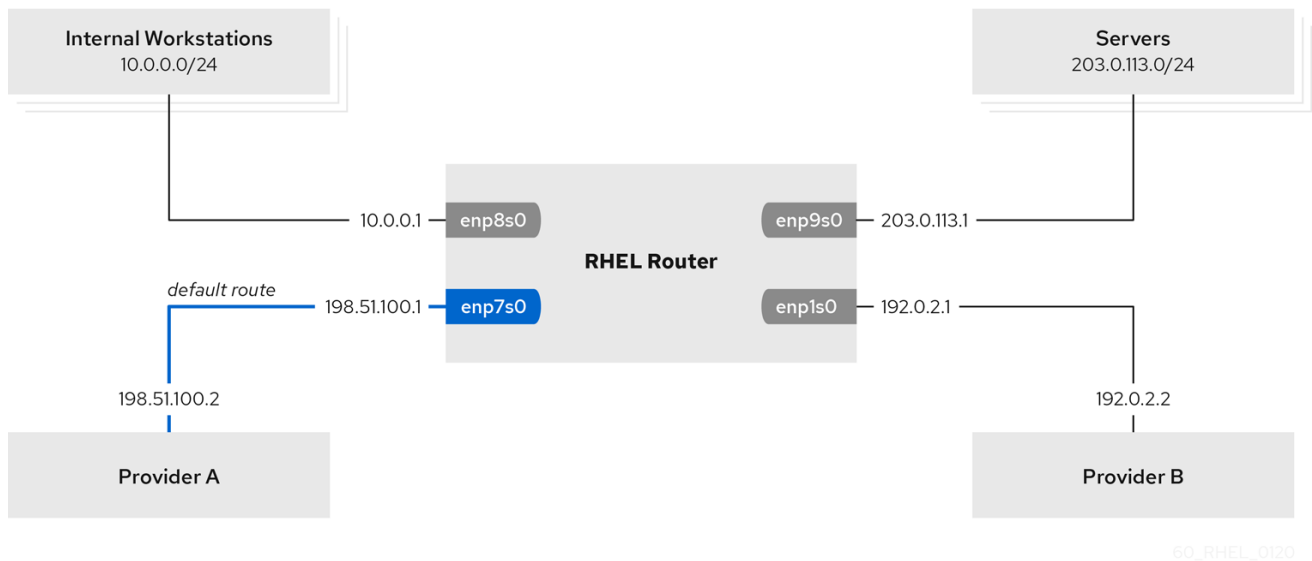 Internal Workstations
10.0.0.0/24
Servers
203.0.113.0/24
10.0.0.1
enp8s0
enp9s0
203.0.113.1
RHEL Router
default route
198.51.100.1
enp7s0
enp1s0
192.0.2.1
198.51.100.2
192.0.2.2
Provider A
Provider B
60_RHEL_0120